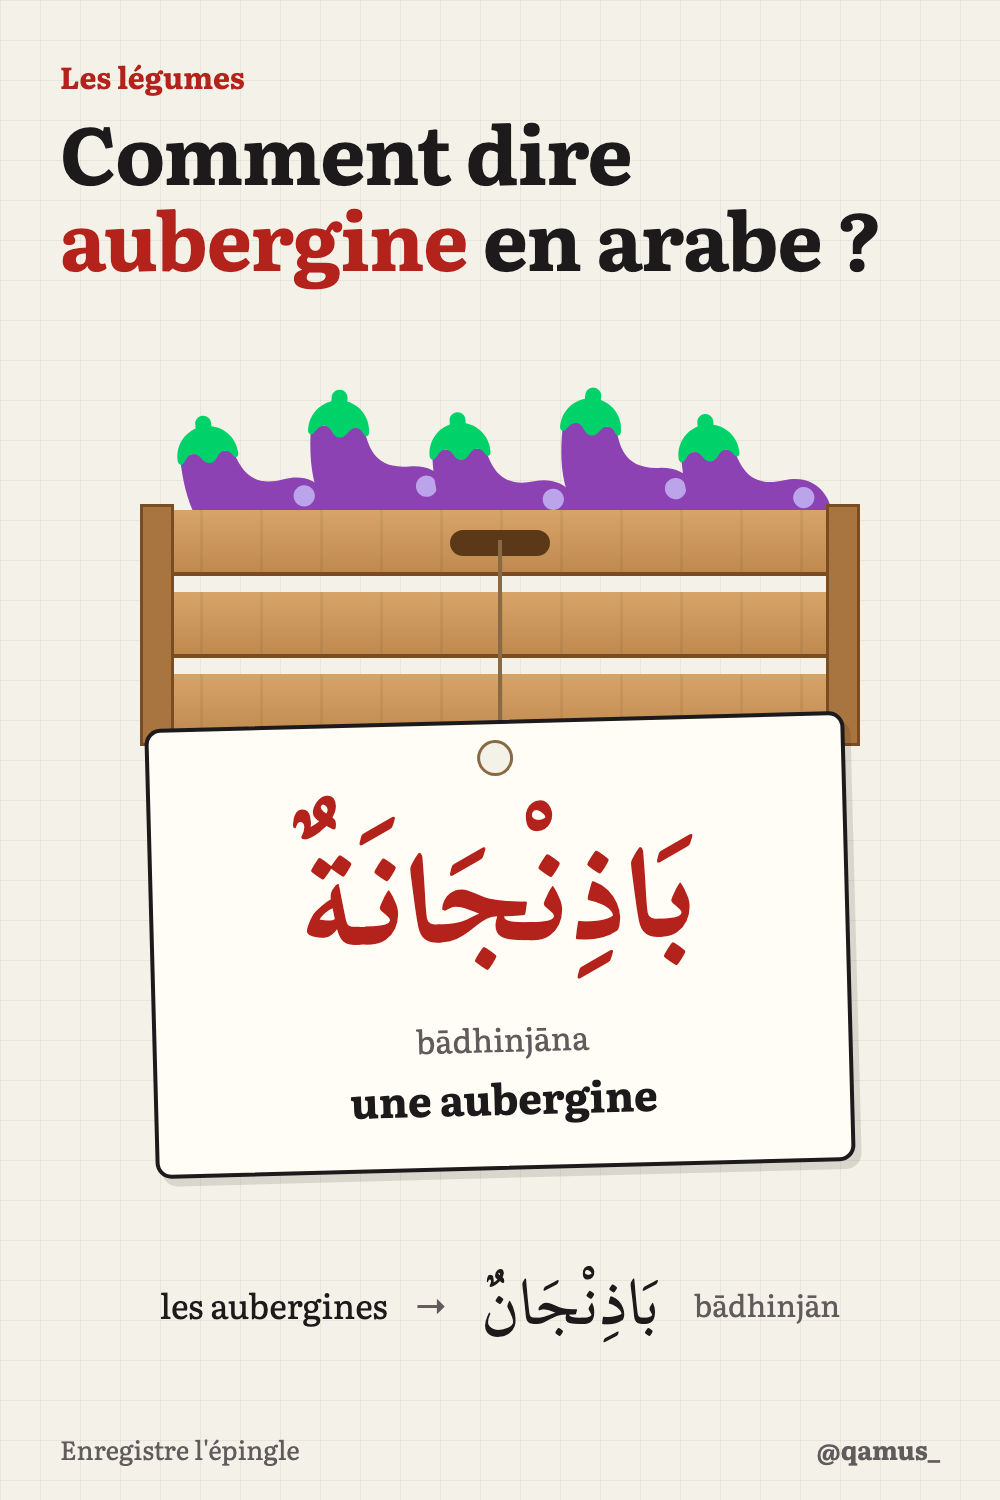 Les légumes
Comment dire
aubergine en arabe ?
بَاذِنْجَانَةٌ
bādhinjāna
une aubergine
les aubergines → بَاذِنْجَانٌ bādhinjān
Enregistre l'épingle
@qamus_